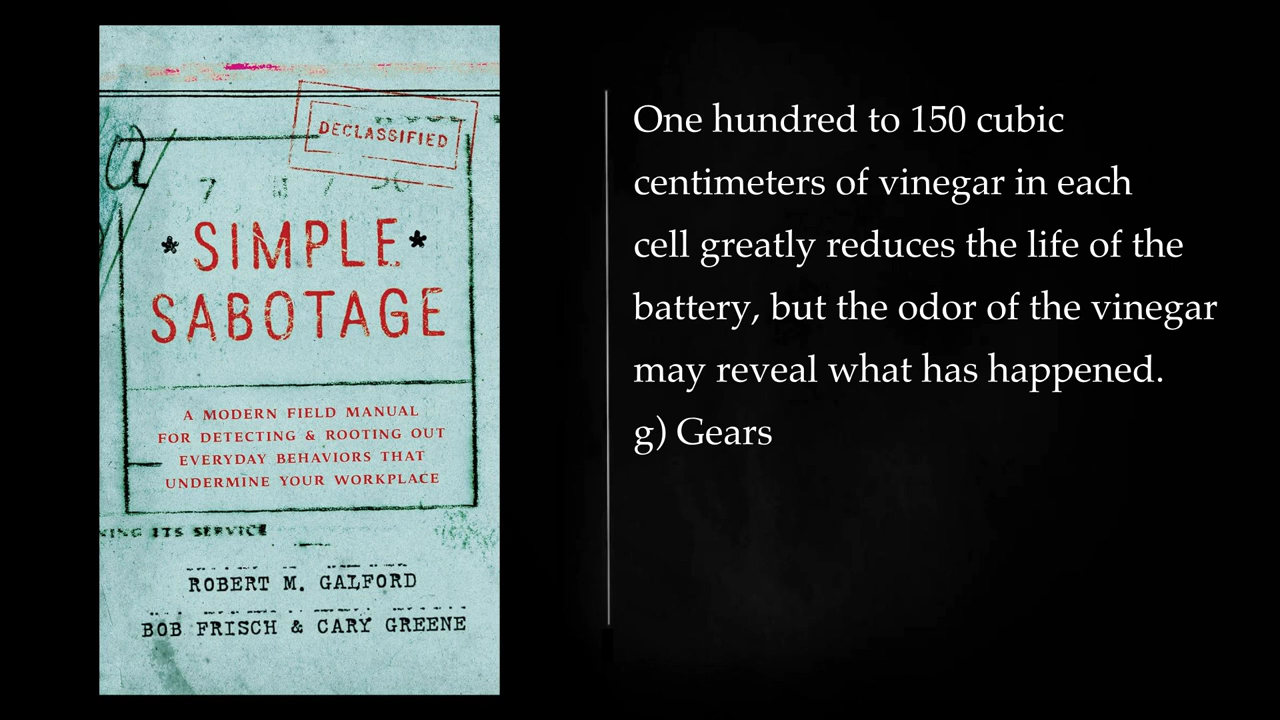 DECLASSIFIED
*SIMPLE*
SABOTAGE
A MODERN FIELD MANUAL
FOR DETECTING & ROOTING OUT
EVERYDAY BEHAVIORS THAT
UNDERMINE YOUR WORKPLACE
ITS SERVICE
ROBERT M. GALFORD
BOB FRISCH & CARY GREENE
One hundred to 150 cubic
centimeters of vinegar in each
cell greatly reduces the life of the
battery, but the odor of the vinegar
may reveal what has happened.
g) Gears